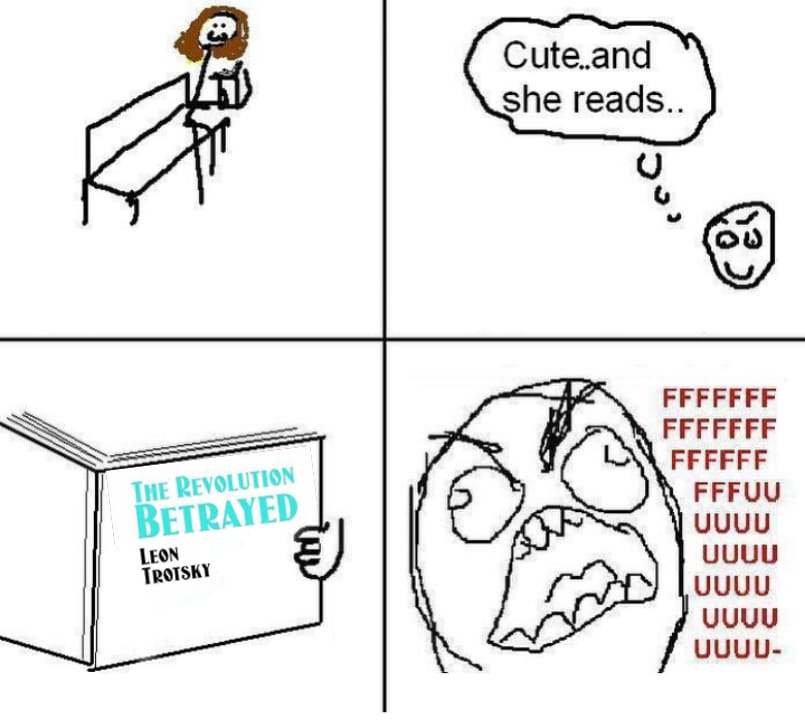 Cute..and
she reads..
THE REVOLUTION
BETRAYED
LEON
TROTSKY
FFFFFFF
FFFFFFF
FFFFFF
FFFUU
UUUU
UUUU
UUUU
UUUU
UUUU-